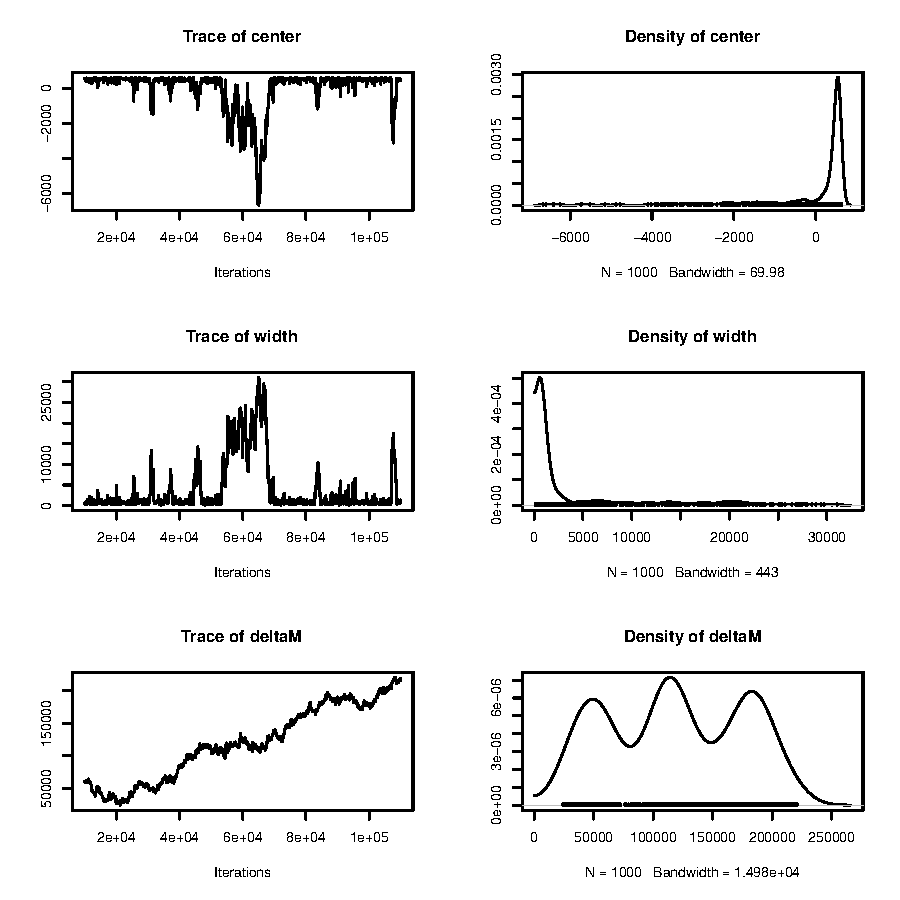 Trace of center
Density of center
0
−2000
−6000
2e+04 4e+04 6e+04 8e+04 1e+05
Iterations
0.0030
0.0015
0.0000
−6000 −4000 −2000 0
N = 1000 Bandwidth = 69.98
Trace of width
Density of width
25000
10000
0
2e+04 4e+04 6e+04 8e+04 1e+05
Iterations
4e−04
2e−04
0e+00
0 5000 10000 20000 30000
N = 1000 Bandwidth = 443
Trace of deltaM
Density of deltaM
150000
50000
2e+04 4e+04 6e+04 8e+04 1e+05
Iterations
6e−06
3e−06
0e+00
0 50000 100000 150000 200000 250000
N = 1000 Bandwidth = 1.498e+04